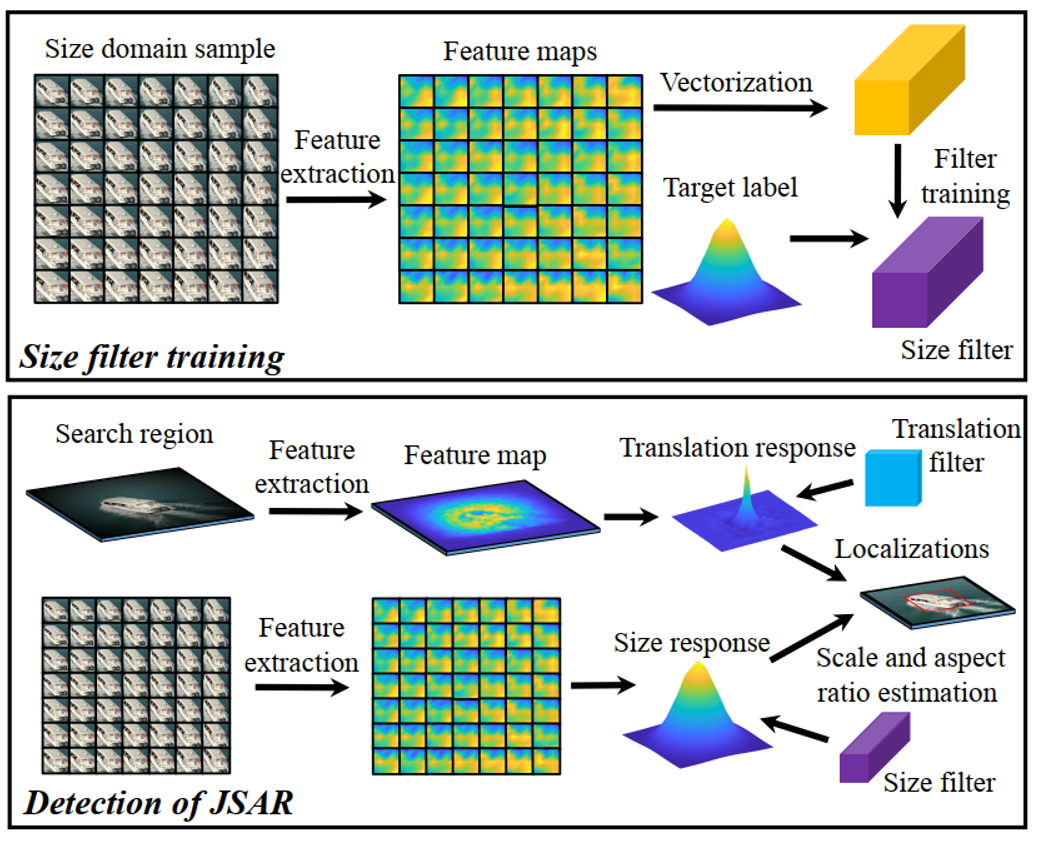 Size domain sample
Feature maps
Vectorization
Feature
extraction
Target label
Filter
training
Size filter
Size filter training
Search region
Feature
extraction
Feature map
Translation response
Translation
filter
Localizations
Feature
extraction
Size response
Scale and aspect
ratio estimation
Size filter
Detection of JSAR